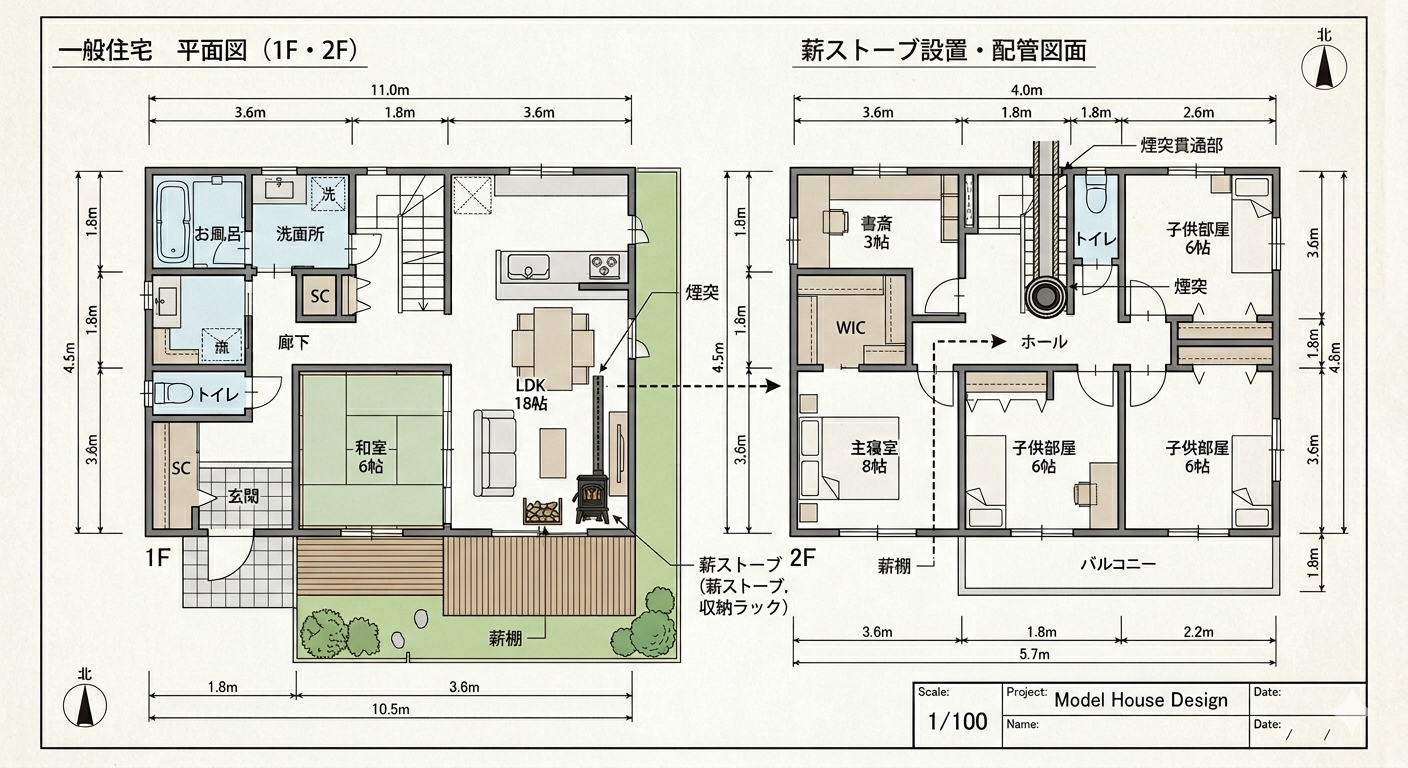 一般住宅 平面図（1F・2F）
薪ストーブ設置・配管図面
北
11.0m
3.6m
1.8m
3.6m
4.0m
3.6m
1.8m
1.8m
2.6m
煙突貫通部
4.5m
1.8m
1.8m
3.6m
お風呂
洗面所
洗
SC
廊下
トイレ
SC
玄関
和室
6帖
LDK
18帖
煙突
1F
薪ストーブ
(薪ストーブ,
収納ラック)
薪棚
北
1.8m
3.6m
10.5m
4.5m
1.8m
1.8m
3.6m
書斎
3帖
トイレ
子供部屋
6帖
煙突
WIC
ホール
主寝室
8帖
子供部屋
6帖
子供部屋
6帖
3.6m
1.8m
4.8m
3.6m
1.8m
2F
薪棚
バルコニー
3.6m
1.8m
2.2m
5.7m
Scale:
1/100
Project: Model House Design
Name:
Date:
Date:
/ /